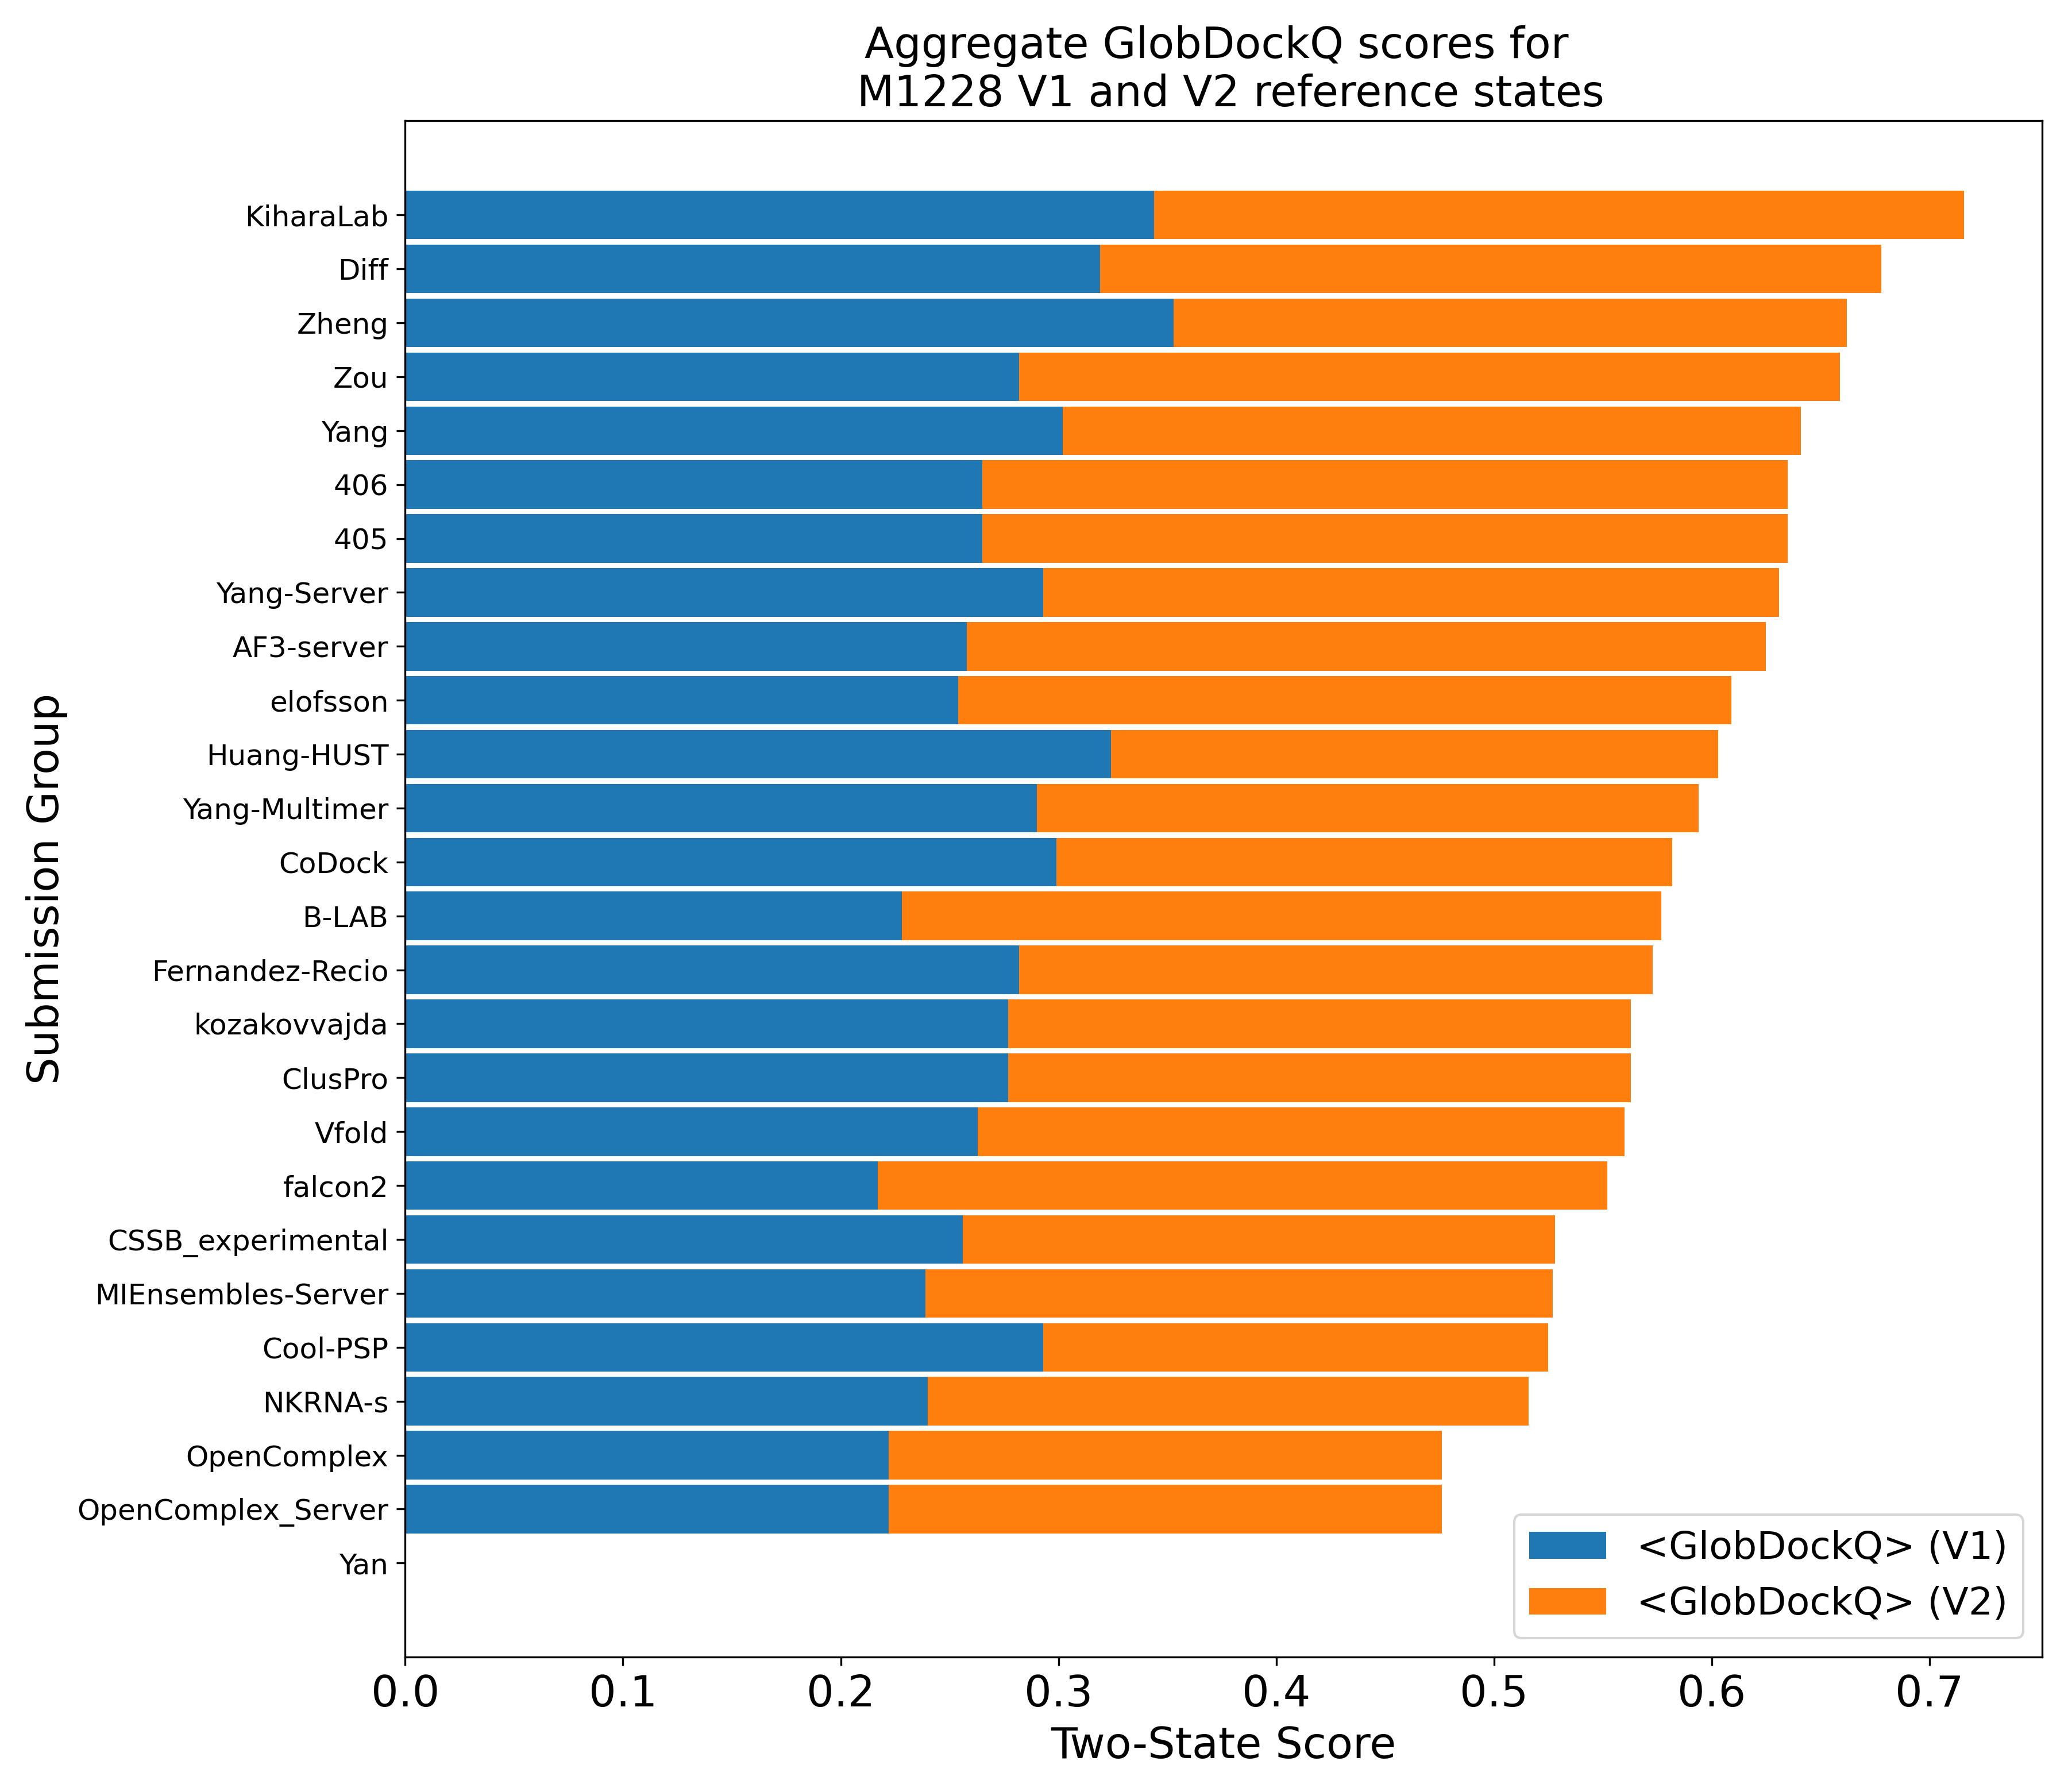 Aggregate GlobDockQ scores for
M1228 V1 and V2 reference states
Submission Group
KiharaLab
Diff
Zheng
Zou
Yang
406
405
Yang-Server
AF3-server
elofsson
Huang-HUST
Yang-Multimer
CoDock
B-LAB
Fernandez-Recio
kozakovvajda
ClusPro
Vfold
falcon2
CSSB_experimental
MIEnsembles-Server
Cool-PSP
NKRNA-s
OpenComplex
OpenComplex_Server
Yan
<GlobDockQ> (V1)
<GlobDockQ> (V2)
0.0 0.1 0.2 0.3 0.4 0.5 0.6 0.7
Two-State Score